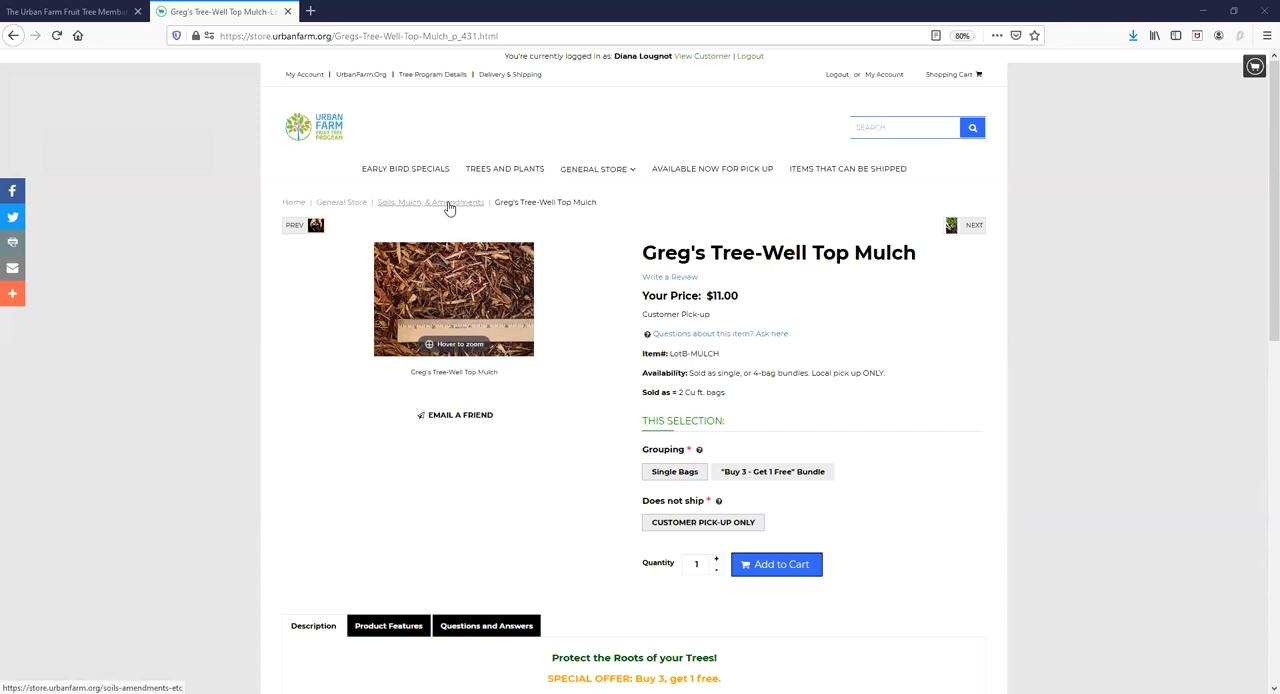 The Urban Farm Fruit Tree Membe
Greg's Tree-Well Top Mulch-L
https://store.urbanfarm.org/Gregs-Tree-Well-Top-Mulch_p_431.html
80%
You're currently logged in as: Diana Lougnot View Customer | Logout
My Account | UrbanFarm.Org | Tree Program Details | Delivery & Shipping
Logout or My Account Shopping Cart
URBAN
FARM
FRUIT TREE
PROGRAM
SEARCH
EARLY BIRD SPECIALS TREES AND PLANTS GENERAL STORE AVAILABLE NOW FOR PICK UP ITEMS THAT CAN BE SHIPPED
Home | General Store | Soils, Mulch, & Amendments | Greg's Tree-Well Top Mulch
PREV
NEXT
Greg's Tree-Well Top Mulch
Write a Review
Your Price: $11.00
Customer Pick-up
Questions about this item? Ask here.
Hover to zoom
Item#: LotB-MULCH
Greg's Tree-Well Top Mulch
Availability: Sold as single, or 4-bag bundles. Local pick up ONLY.
Sold as = 2 Cu ft. bags
EMAIL A FRIEND
THIS SELECTION:
Grouping *
Single Bags "Buy 3 - Get 1 Free" Bundle
Does not ship *
CUSTOMER PICK-UP ONLY
Quantity 1 + - Add to Cart
Description Product Features Questions and Answers
Protect the Roots of your Trees!
SPECIAL OFFER: Buy 3, get 1 free.
https://store.urbanfarm.org/soils-amendments-etc